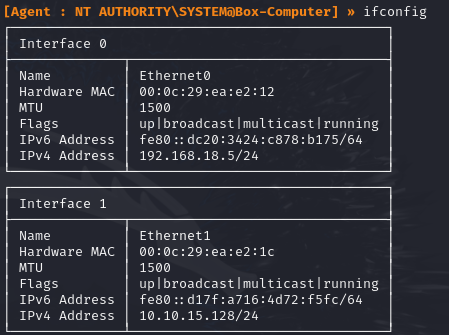 [Agent : NT AUTHORITY\SYSTEM@Box-Computer] » ifconfig
Interface 0
Name Ethernet0
Hardware MAC 00:0c:29:ea:e2:12
MTU 1500
Flags up|broadcast|multicast|running
IPv6 Address fe80::dc20:3424:c878:b175/64
IPv4 Address 192.168.18.5/24
Interface 1
Name Ethernet1
Hardware MAC 00:0c:29:ea:e2:1c
MTU 1500
Flags up|broadcast|multicast|running
IPv6 Address fe80::d17f:a716:4d72:f5fc/64
IPv4 Address 10.10.15.128/24